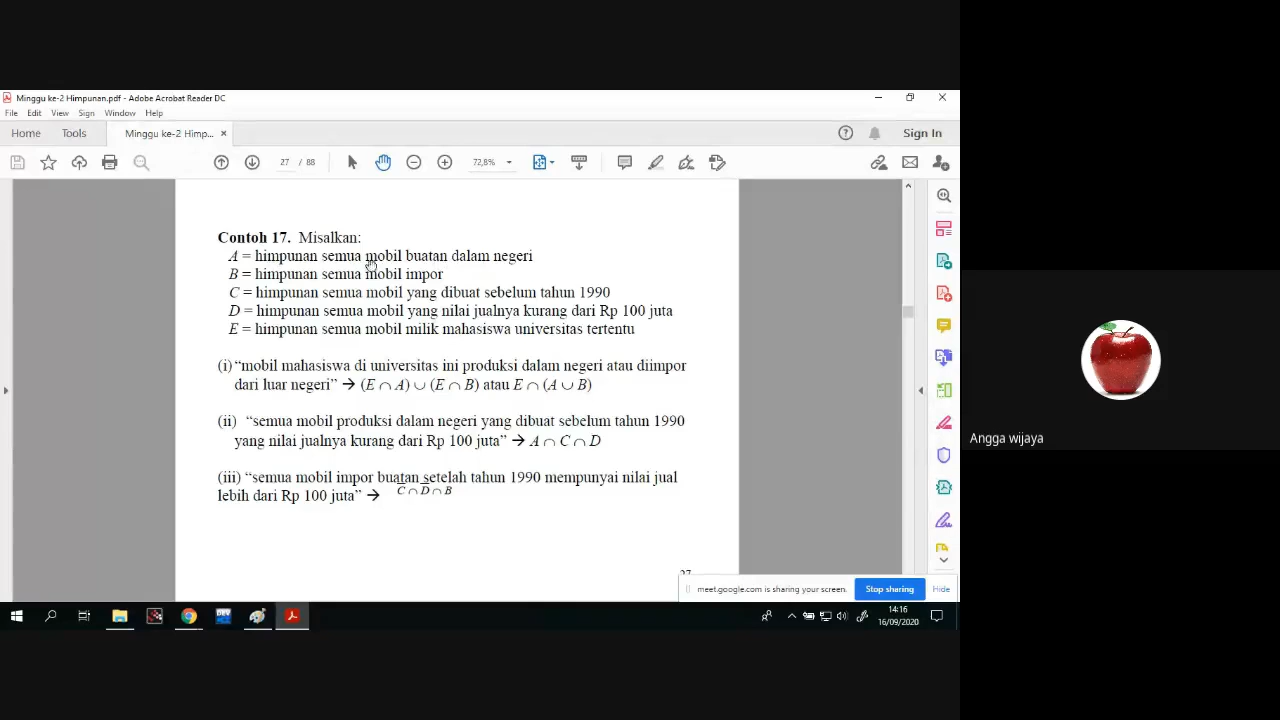 Minggu ke-2 Himpunan.pdf - Adobe Acrobat Reader DC
File Edit View Sign Window Help
Home Tools Minggu ke-2 Himp... × Sign In
27 / 88 72,8%
Contoh 17. Misalkan:
A = himpunan semua mobil buatan dalam negeri
B = himpunan semua mobil impor
C = himpunan semua mobil yang dibuat sebelum tahun 1990
D = himpunan semua mobil yang nilai jualnya kurang dari Rp 100 juta
E = himpunan semua mobil milik mahasiswa universitas tertentu
(i) “mobil mahasiswa di universitas ini produksi dalam negeri atau diimpor
dari luar negeri” → (E ∩ A) ∪ (E ∩ B) atau E ∩ (A ∪ B)
(ii) “semua mobil produksi dalam negeri yang dibuat sebelum tahun 1990
yang nilai jualnya kurang dari Rp 100 juta” → A ∩ C ∩ D
(iii) “semua mobil impor buatan setelah tahun 1990 mempunyai nilai jual
lebih dari Rp 100 juta” → C̅ ∩ D̅ ∩ B
27
meet.google.com is sharing your screen. Stop sharing Hide
14:16
16/09/2020
Angga wijaya